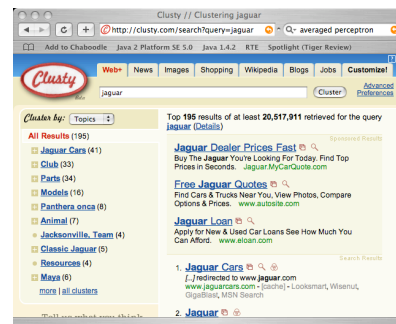 Clusty // Clustering jaguar
http://clusty.com/search?query=jaguar
averaged perceptron
Add to Chaboodle Java 2 Platform SE 5.0 Java 1.4.2 RTE Spotlight (Tiger Review)
Clusty
Web+ News Images Shopping Wikipedia Blogs Jobs Customize!
jaguar
Cluster
Advanced
Preferences
Cluster by: Topics
All Results (195)
Jaguar Cars (41)
Club (33)
Parts (34)
Models (16)
Panthera onca (8)
Animal (7)
Jacksonville, Team (4)
Classic Jaguar (5)
Resources (4)
Maya (6)
more | all clusters
Tell us what you think
Top 195 results of at least 20,517,911 retrieved for the query
jaguar (Details)
Sponsored Results
Jaguar Dealer Prices Fast
Buy The Jaguar You're Looking For Today. Find Top
Prices in Seconds. Jaguar.MyCarQuote.com
Free Jaguar Quotes
Find Cars & Trucks Near You, View Photos, Compare
Options & Prices. www.autosite.com
Jaguar Loan
Apply for New & Used Car Loans See How Much You
Can Afford. www.eloan.com
Search Results
1. Jaguar Cars
[...] redirected to www.jaguar.com
www.jaguarcars.com - [cache] - Looksmart, Wisenut,
GigaBlast, MSN Search
2. Jaguar